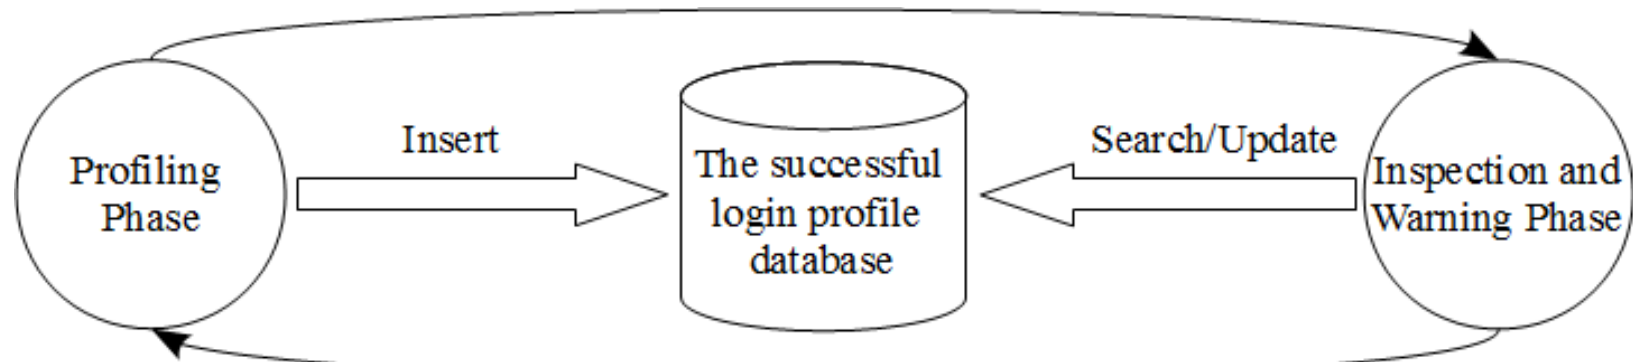 Profiling
Phase
Insert
The successful
login profile
database
Search/Update
Inspection and
Warning Phase